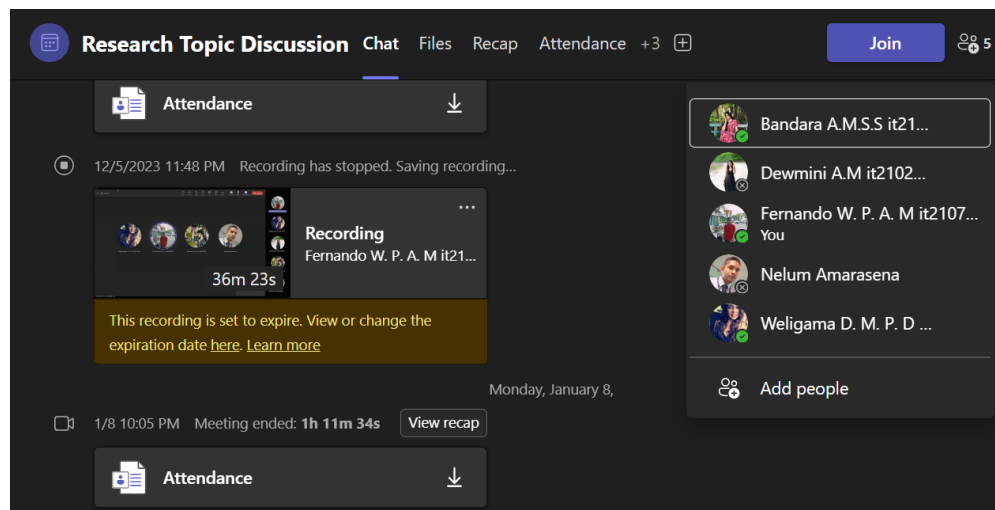 Research Topic Discussion Chat Files Recap Attendance +3 Join 5
Attendance
12/5/2023 11:48 PM Recording has stopped. Saving recording...
Recording
Fernando W. P. A. M it21...
36m 23s
This recording is set to expire. View or change the
expiration date here. Learn more
Monday, January 8,
1/8 10:05 PM Meeting ended: 1h 11m 34s View recap
Attendance
Bandara A.M.S.S it21...
Dewmini A.M it2102...
Fernando W. P. A. M it2107...
You
Nelum Amarasena
Weligama D. M. P. D ...
Add people